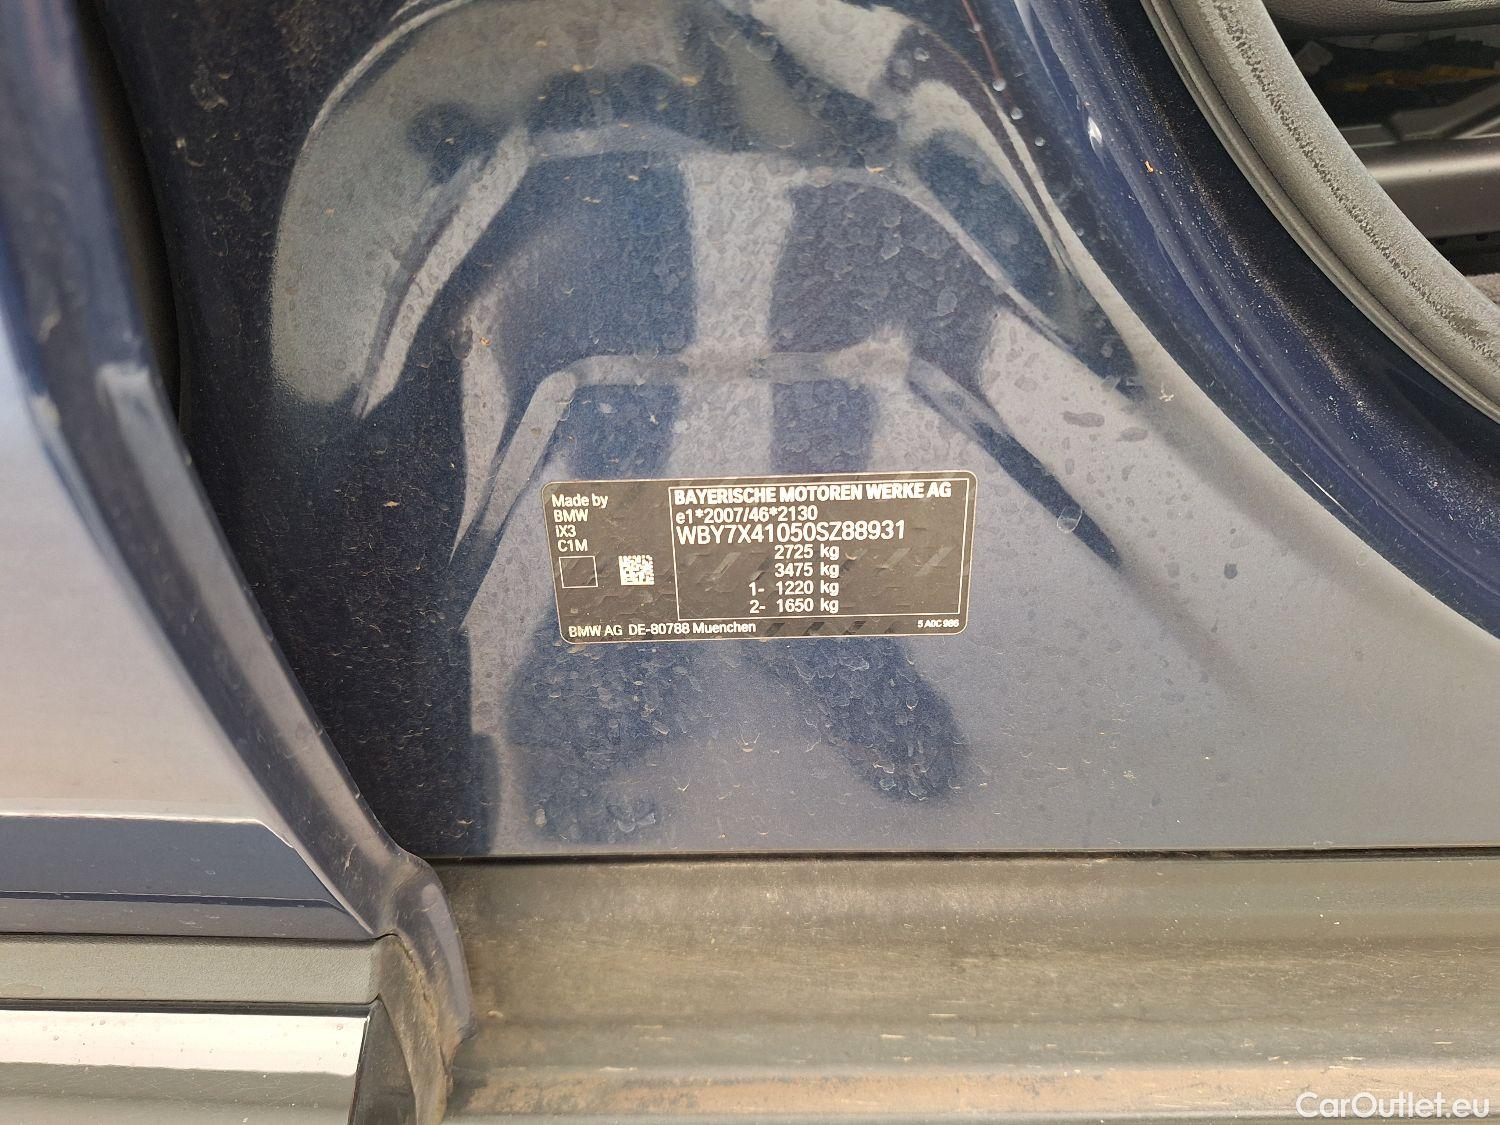 Made by
BMW
IX3
C1M
BAYERISCHE MOTOREN WERKE AG
e1*2007/46*2130
WBY7X41050SZ88931
2725 kg
3475 kg
1- 1220 kg
2- 1650 kg
BMW AG DE-80788 Muenchen
5 A0C 986
CarOutlet.eu